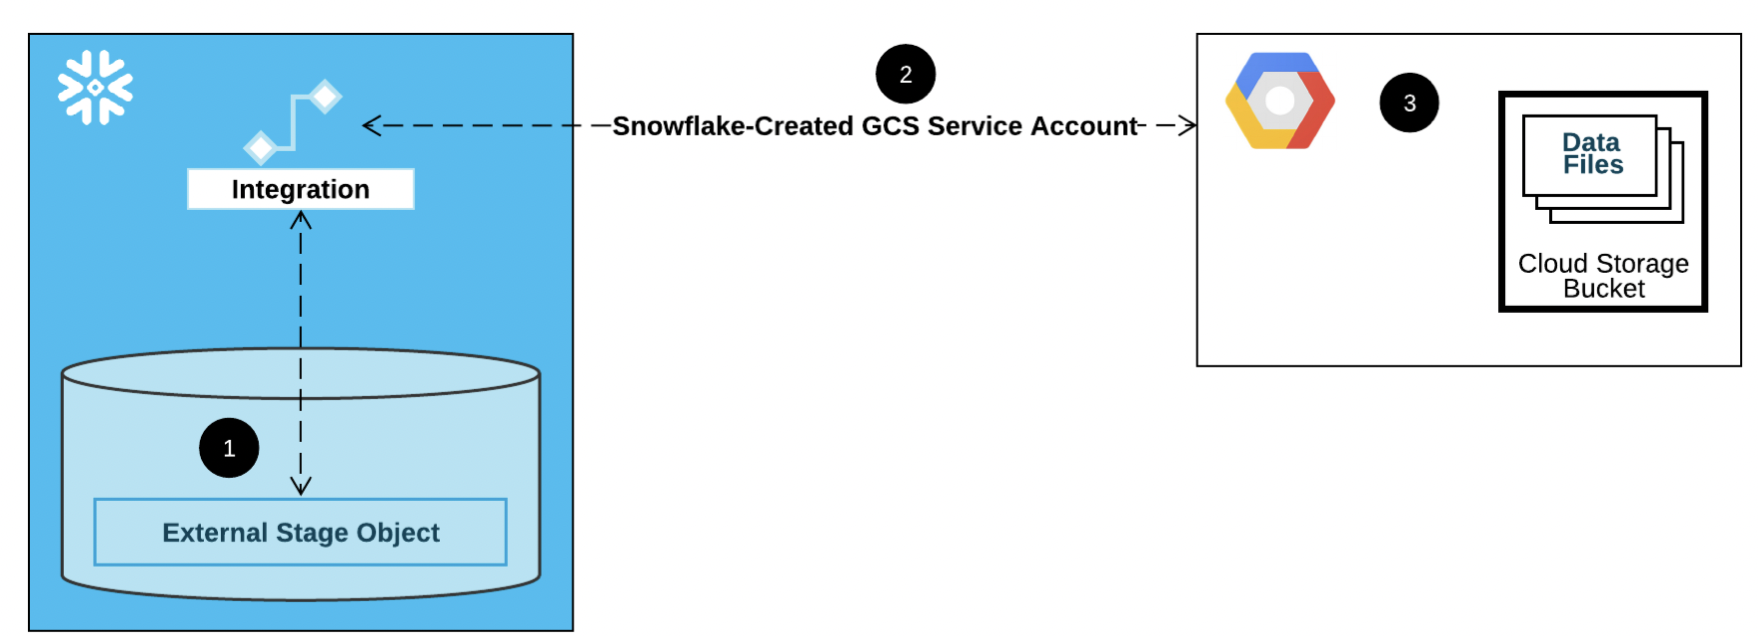 2
Snowflake-Created GCS Service Account
3
Data
Files
Integration
Cloud Storage
Bucket
1
External Stage Object